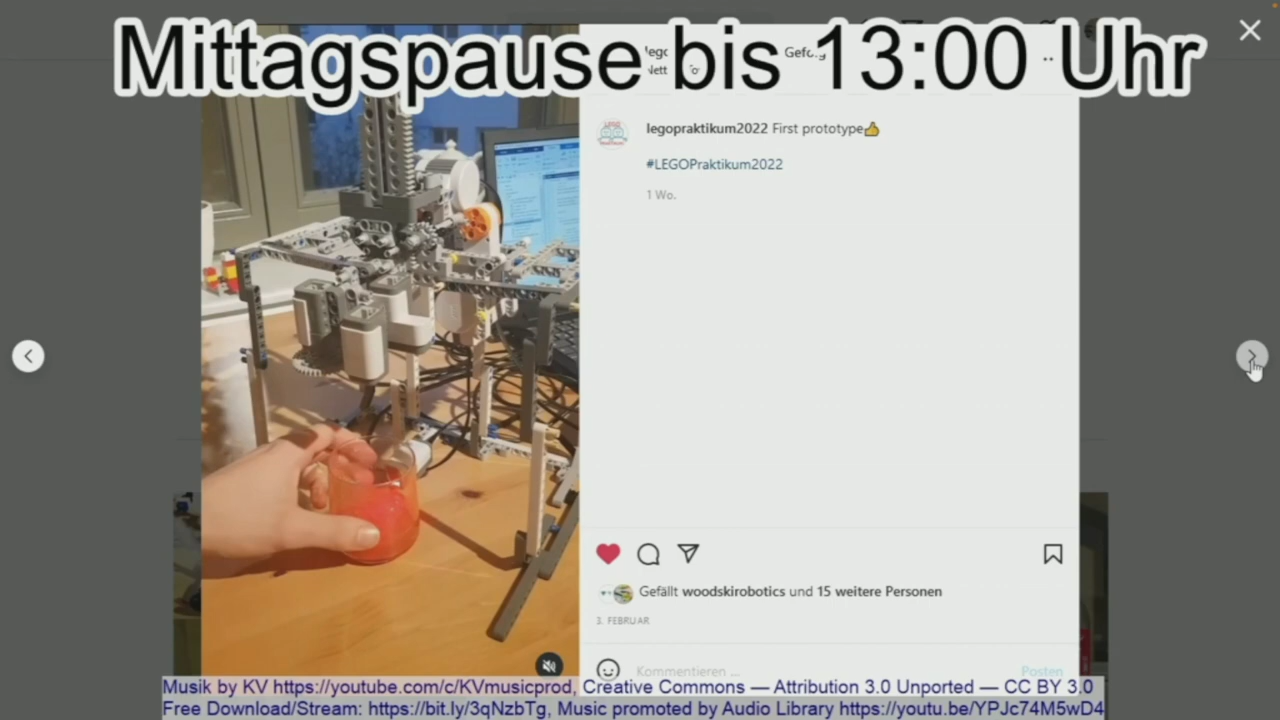 Mittagspause bis 13:00 Uhr
legopraktikum2022 First prototype👍
#LEGOPraktikum2022
1 Wo.
Gefällt woodskirobotics und 15 weitere Personen
3. FEBRUAR
Kommentieren ...
Posten
Musik by KV https://youtube.com/c/KVmusicprod, Creative Commons — Attribution 3.0 Unported — CC BY 3.0
Free Download/Stream: https://bit.ly/3qNzbTg, Music promoted by Audio Library https://youtu.be/YPJc74M5wD4